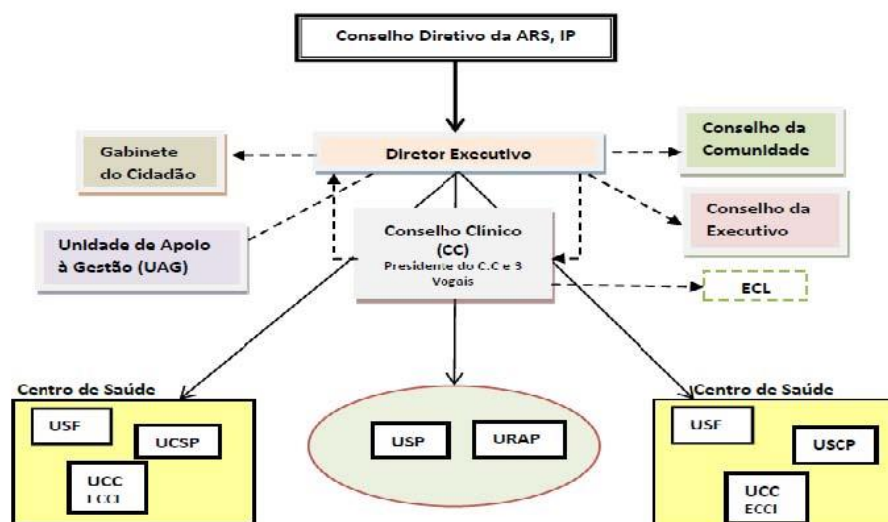 Conselho Diretivo da ARS, IP
Gabinete
do Cidadão
Diretor Executivo
Conselho da
Comunidade
Unidade de Apoio
à Gestão (UAG)
Conselho Clínico
(CC)
Presidente do C.C e 3
Vogais
Conselho da
Executivo
ECL
Centro de Saúde
USF
UCSP
UCC
ECCI
USP
URAP
Centro de Saúde
USF
USCP
UCC
ECCI